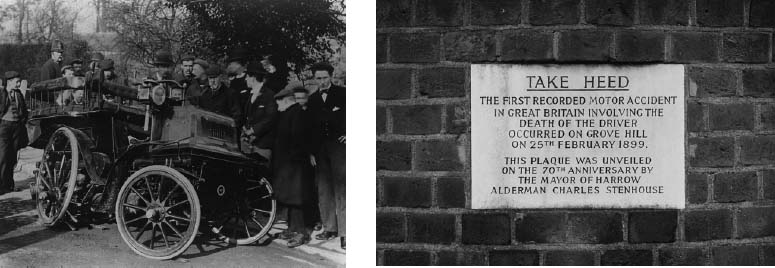 TAKE HEED
THE FIRST RECORDED MOTOR ACCIDENT
IN GREAT BRITAIN INVOLVING THE
DEATH OF THE DRIVER
OCCURRED ON GROVE HILL
ON 25TH FEBRUARY 1899.
THIS PLAQUE WAS UNVEILED
ON THE 70TH ANNIVERSARY BY
THE MAYOR OF HARROW
ALDERMAN CHARLES STENHOUSE